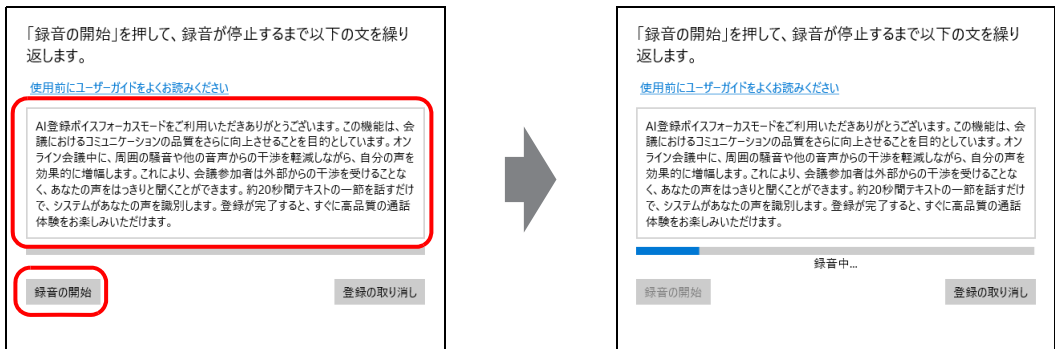 「録音の開始」を押して、録音が停止するまで以下の文を繰り
返します。
使用前にユーザーガイドをよくお読みください
AI登録ボイスフォーカスモードをご利用いただきありがとうございます。この機能は、会
議におけるコミュニケーションの品質をさらに向上させることを目的としています。オン
ライン会議中に、周囲の騒音や他の音声からの干渉を軽減しながら、自分の声を
効果的に増幅します。これにより、会議参加者は外部からの干渉を受けることな
く、あなたの声をはっきりと聞くことができます。約20秒間テキストの一節を話すだけ
で、システムがあなたの声を識別します。登録が完了すると、すぐに高品質の通話
体験をお楽しみいただけます。
録音の開始
登録の取り消し
「録音の開始」を押して、録音が停止するまで以下の文を繰り
返します。
使用前にユーザーガイドをよくお読みください
AI登録ボイスフォーカスモードをご利用いただきありがとうございます。この機能は、会
議におけるコミュニケーションの品質をさらに向上させることを目的としています。オン
ライン会議中に、周囲の騒音や他の音声からの干渉を軽減しながら、自分の声を
効果的に増幅します。これにより、会議参加者は外部からの干渉を受けることな
く、あなたの声をはっきりと聞くことができます。約20秒間テキストの一節を話すだけ
で、システムがあなたの声を識別します。登録が完了すると、すぐに高品質の通話
体験をお楽しみいただけます。
録音中...
録音の開始
登録の取り消し